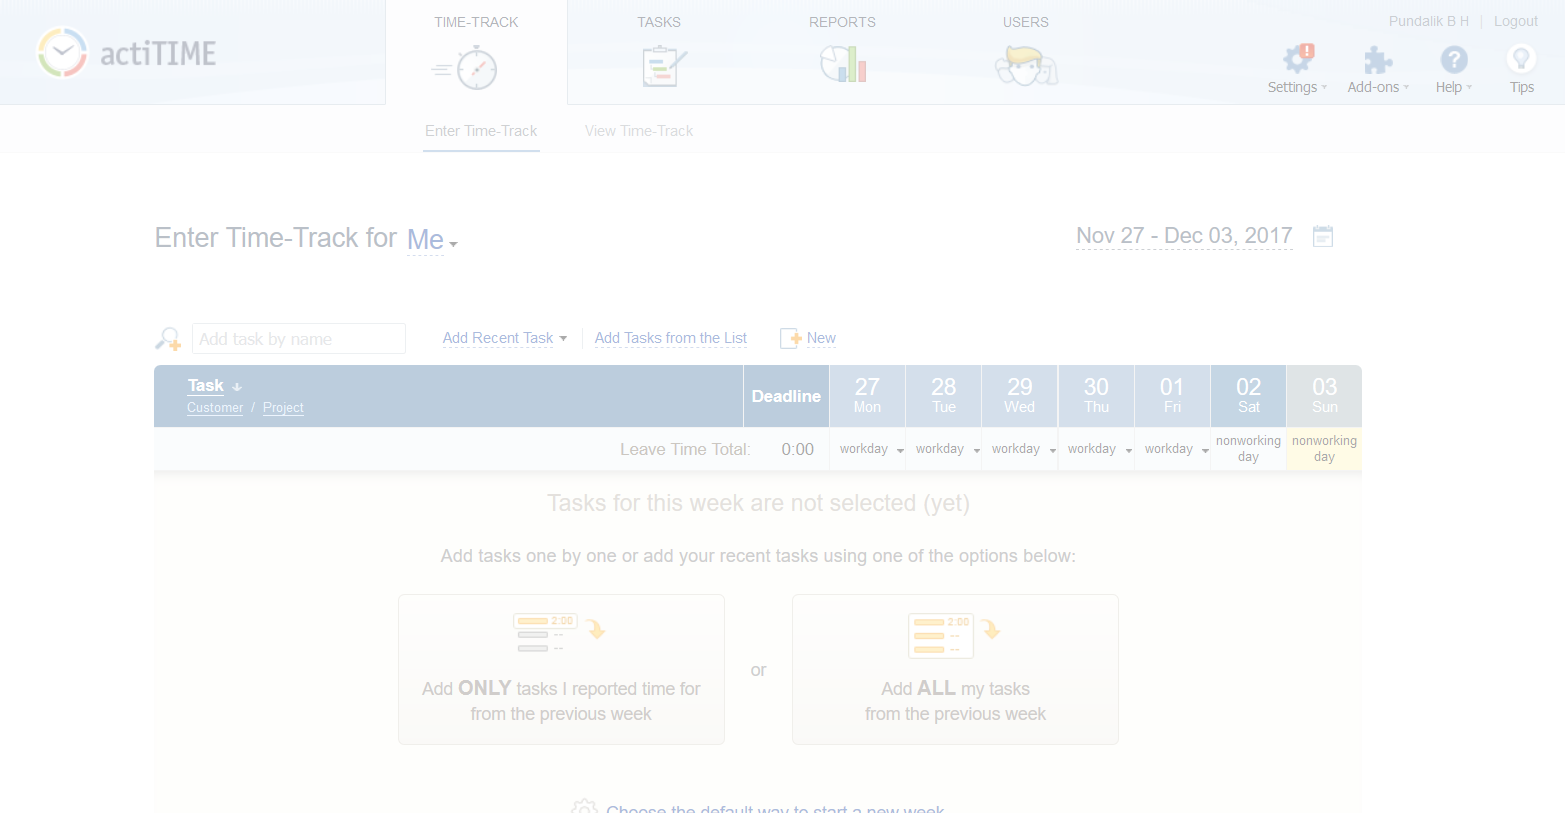 TIME-TRACK TASKS REPORTS USERS
Pundalik B H | Logout
actiTIME
Settings Add-ons Help Tips
Enter Time-Track View Time-Track
Enter Time-Track for Me
Nov 27 - Dec 03, 2017
Add task by name Add Recent Task Add Tasks from the List New
Task Deadline 27 28 29 30 01 02 03
Customer / Project Mon Tue Wed Thu Fri Sat Sun
Leave Time Total: 0:00 workday workday workday workday workday nonworking day nonworking day
Tasks for this week are not selected (yet)
Add tasks one by one or add your recent tasks using one of the options below:
2:00
--
--
Add ONLY tasks I reported time for
from the previous week
or
2:00
--
--
Add ALL my tasks
from the previous week
Choose the default way to start a new week